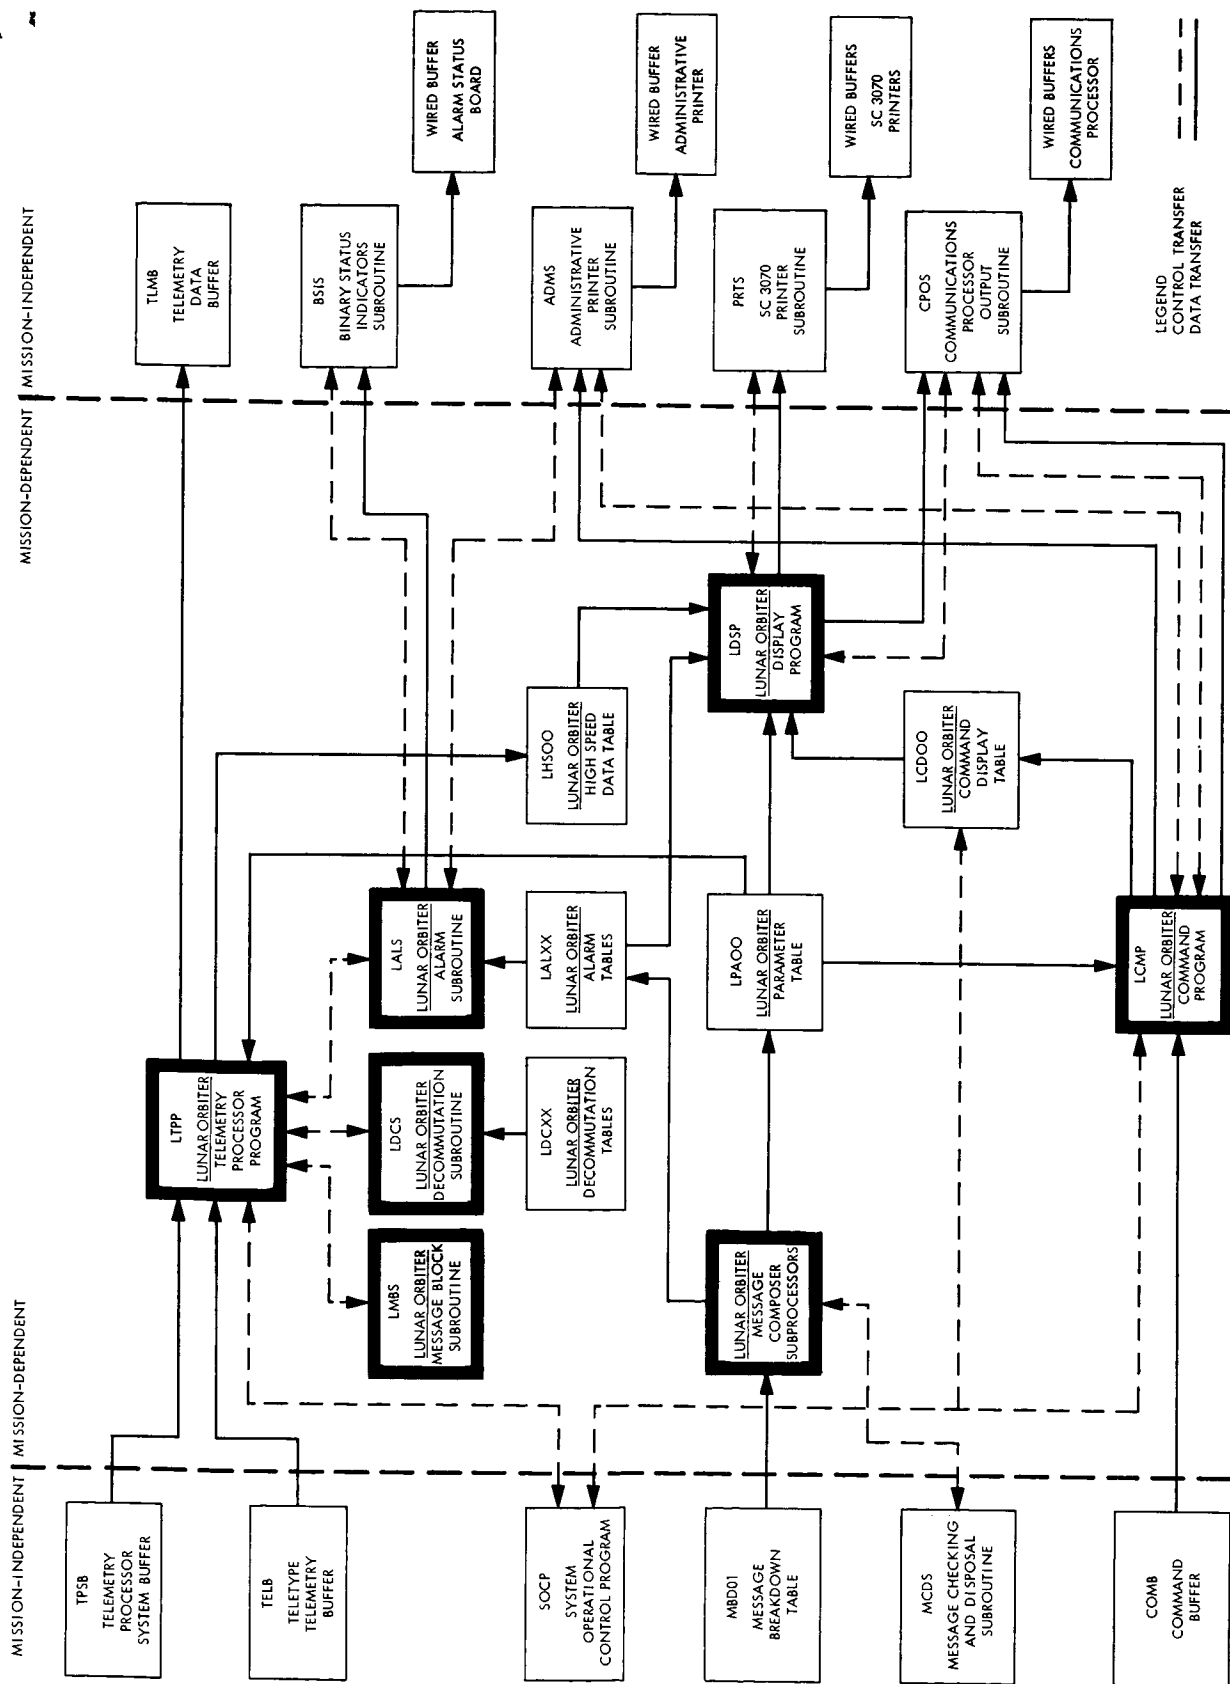 MISSION-INDEPENDENT
MISSION-DEPENDENT
MISSION-DEPENDENT
MISSION-INDEPENDENT
TPSB
TELEMETRY
PROCESSOR
SYSTEM BUFFER
TELB
TELETYPE
TELEMETRY
BUFFER
SOCP
SYSTEM
OPERATIONAL
CONTROL PROGRAM
MBD01
MESSAGE
BREAKDOWN
TABLE
MCDS
MESSAGE CHECKING
AND DISPOSAL
SUBROUTINE
COMB
COMMAND
BUFFER
LTPP
LUNAR ORBITER
TELEMETRY
PROCESSOR
PROGRAM
LMBS
LUNAR ORBITER
MESSAGE BLOCK
SUBROUTINE
LDCS
LUNAR ORBITER
DECOMMUTATION
SUBROUTINE
LALS
LUNAR ORBITER
ALARM
SUBROUTINE
LDCXX
LUNAR ORBITER
DECOMMUTATION
TABLES
LALXX
LUNAR ORBITER
ALARM
TABLES
LHSOO
LUNAR ORBITER
HIGH SPEED
DATA TABLE
LUNAR ORBITER
MESSAGE
COMPOSER
SUBPROCESSORS
LPAOO
LUNAR ORBITER
PARAMETER
TABLE
LDSP
LUNAR ORBITER
DISPLAY
PROGRAM
LCDOO
LUNAR ORBITER
COMMAND
DISPLAY
TABLE
LCMP
LUNAR ORBITER
COMMAND
PROGRAM
TLMB
TELEMETRY
DATA
BUFFER
BSIS
BINARY STATUS
INDICATORS
SUBROUTINE
WIRED BUFFER
ALARM STATUS
BOARD
ADMS
ADMINISTRATIVE
PRINTER
SUBROUTINE
WIRED BUFFER
ADMINISTRATIVE
PRINTER
PRTS
SC 3070
PRINTER
SUBROUTINE
WIRED BUFFERS
SC 3070
PRINTERS
CPOS
COMMUNICATIONS
PROCESSOR
OUTPUT
SUBROUTINE
WIRED BUFFERS
COMMUNICATIONS
PROCESSOR
LEGEND
CONTROL TRANSFER
DATA TRANSFER